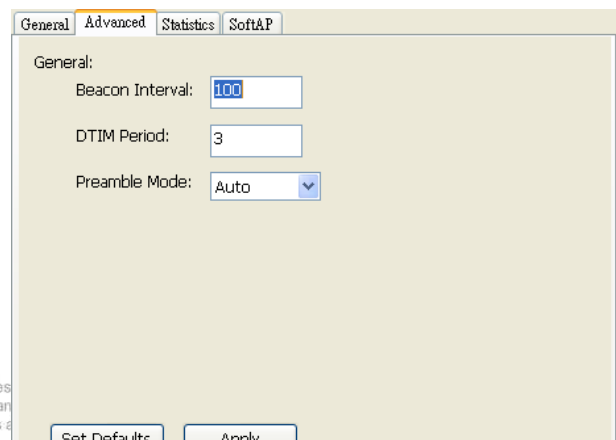 General Advanced Statistics SoftAP
General:
Beacon Interval: 100
DTIM Period: 3
Preamble Mode: Auto
Set Defaults Apply